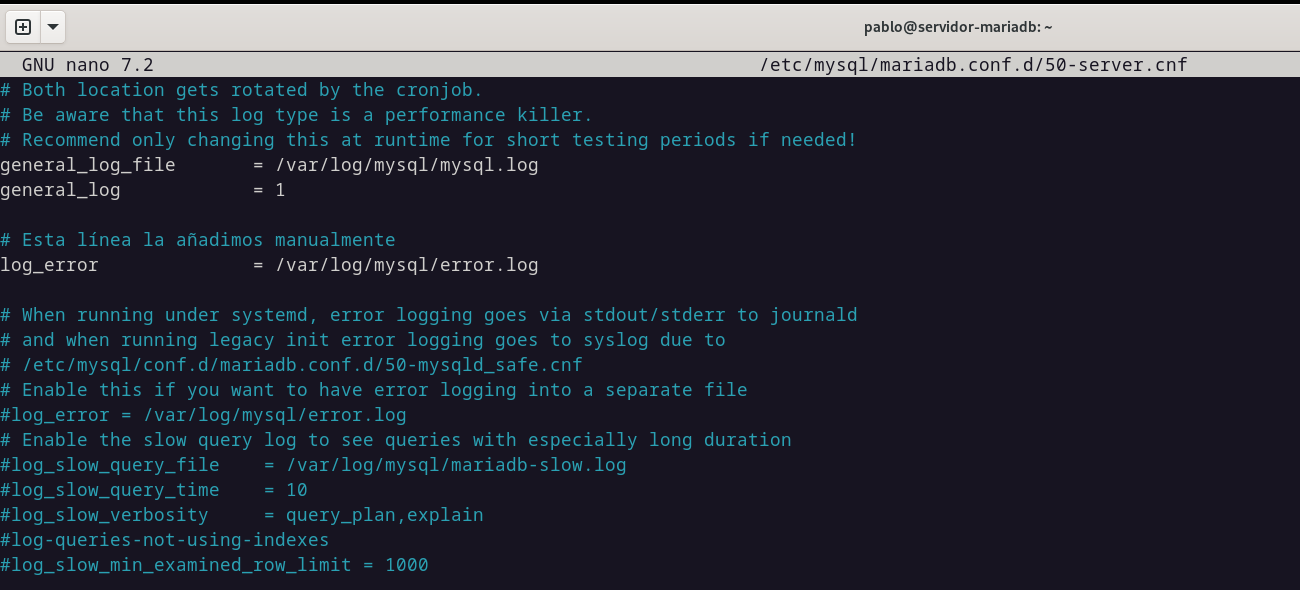 pablo@servidor-mariadb: ~
GNU nano 7.2 /etc/mysql/mariadb.conf.d/50-server.cnf
# Both location gets rotated by the cronjob.
# Be aware that this log type is a performance killer.
# Recommend only changing this at runtime for short testing periods if needed!
general_log_file       = /var/log/mysql/mysql.log
general_log            = 1
# Esta línea la añadimos manualmente
log_error              = /var/log/mysql/error.log
# When running under systemd, error logging goes via stdout/stderr to journald
# and when running legacy init error logging goes to syslog due to
# /etc/mysql/conf.d/mariadb.conf.d/50-mysqld_safe.cnf
# Enable this if you want to have error logging into a separate file
#log_error = /var/log/mysql/error.log
# Enable the slow query log to see queries with especially long duration
#log_slow_query_file    = /var/log/mysql/mariadb-slow.log
#log_slow_query_time    = 10
#log_slow_verbosity     = query_plan,explain
#log-queries-not-using-indexes
#log_slow_min_examined_row_limit = 1000